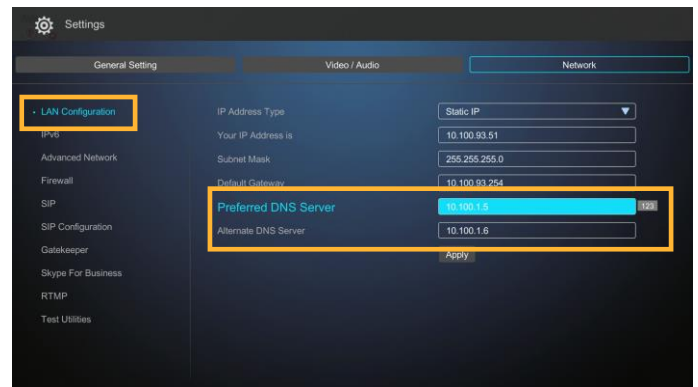 Settings
General Setting Video / Audio Network
• LAN Configuration
IPv6
Advanced Network
Firewall
SIP
SIP Configuration
Gatekeeper
Skype For Business
RTMP
Test Utilities
IP Address Type Static IP
Your IP Address is 10.100.93.51
Subnet Mask 255.255.255.0
Default Gateway 10.100.93.254
Preferred DNS Server 10.100.1.5 123
Alternate DNS Server 10.100.1.6
Apply